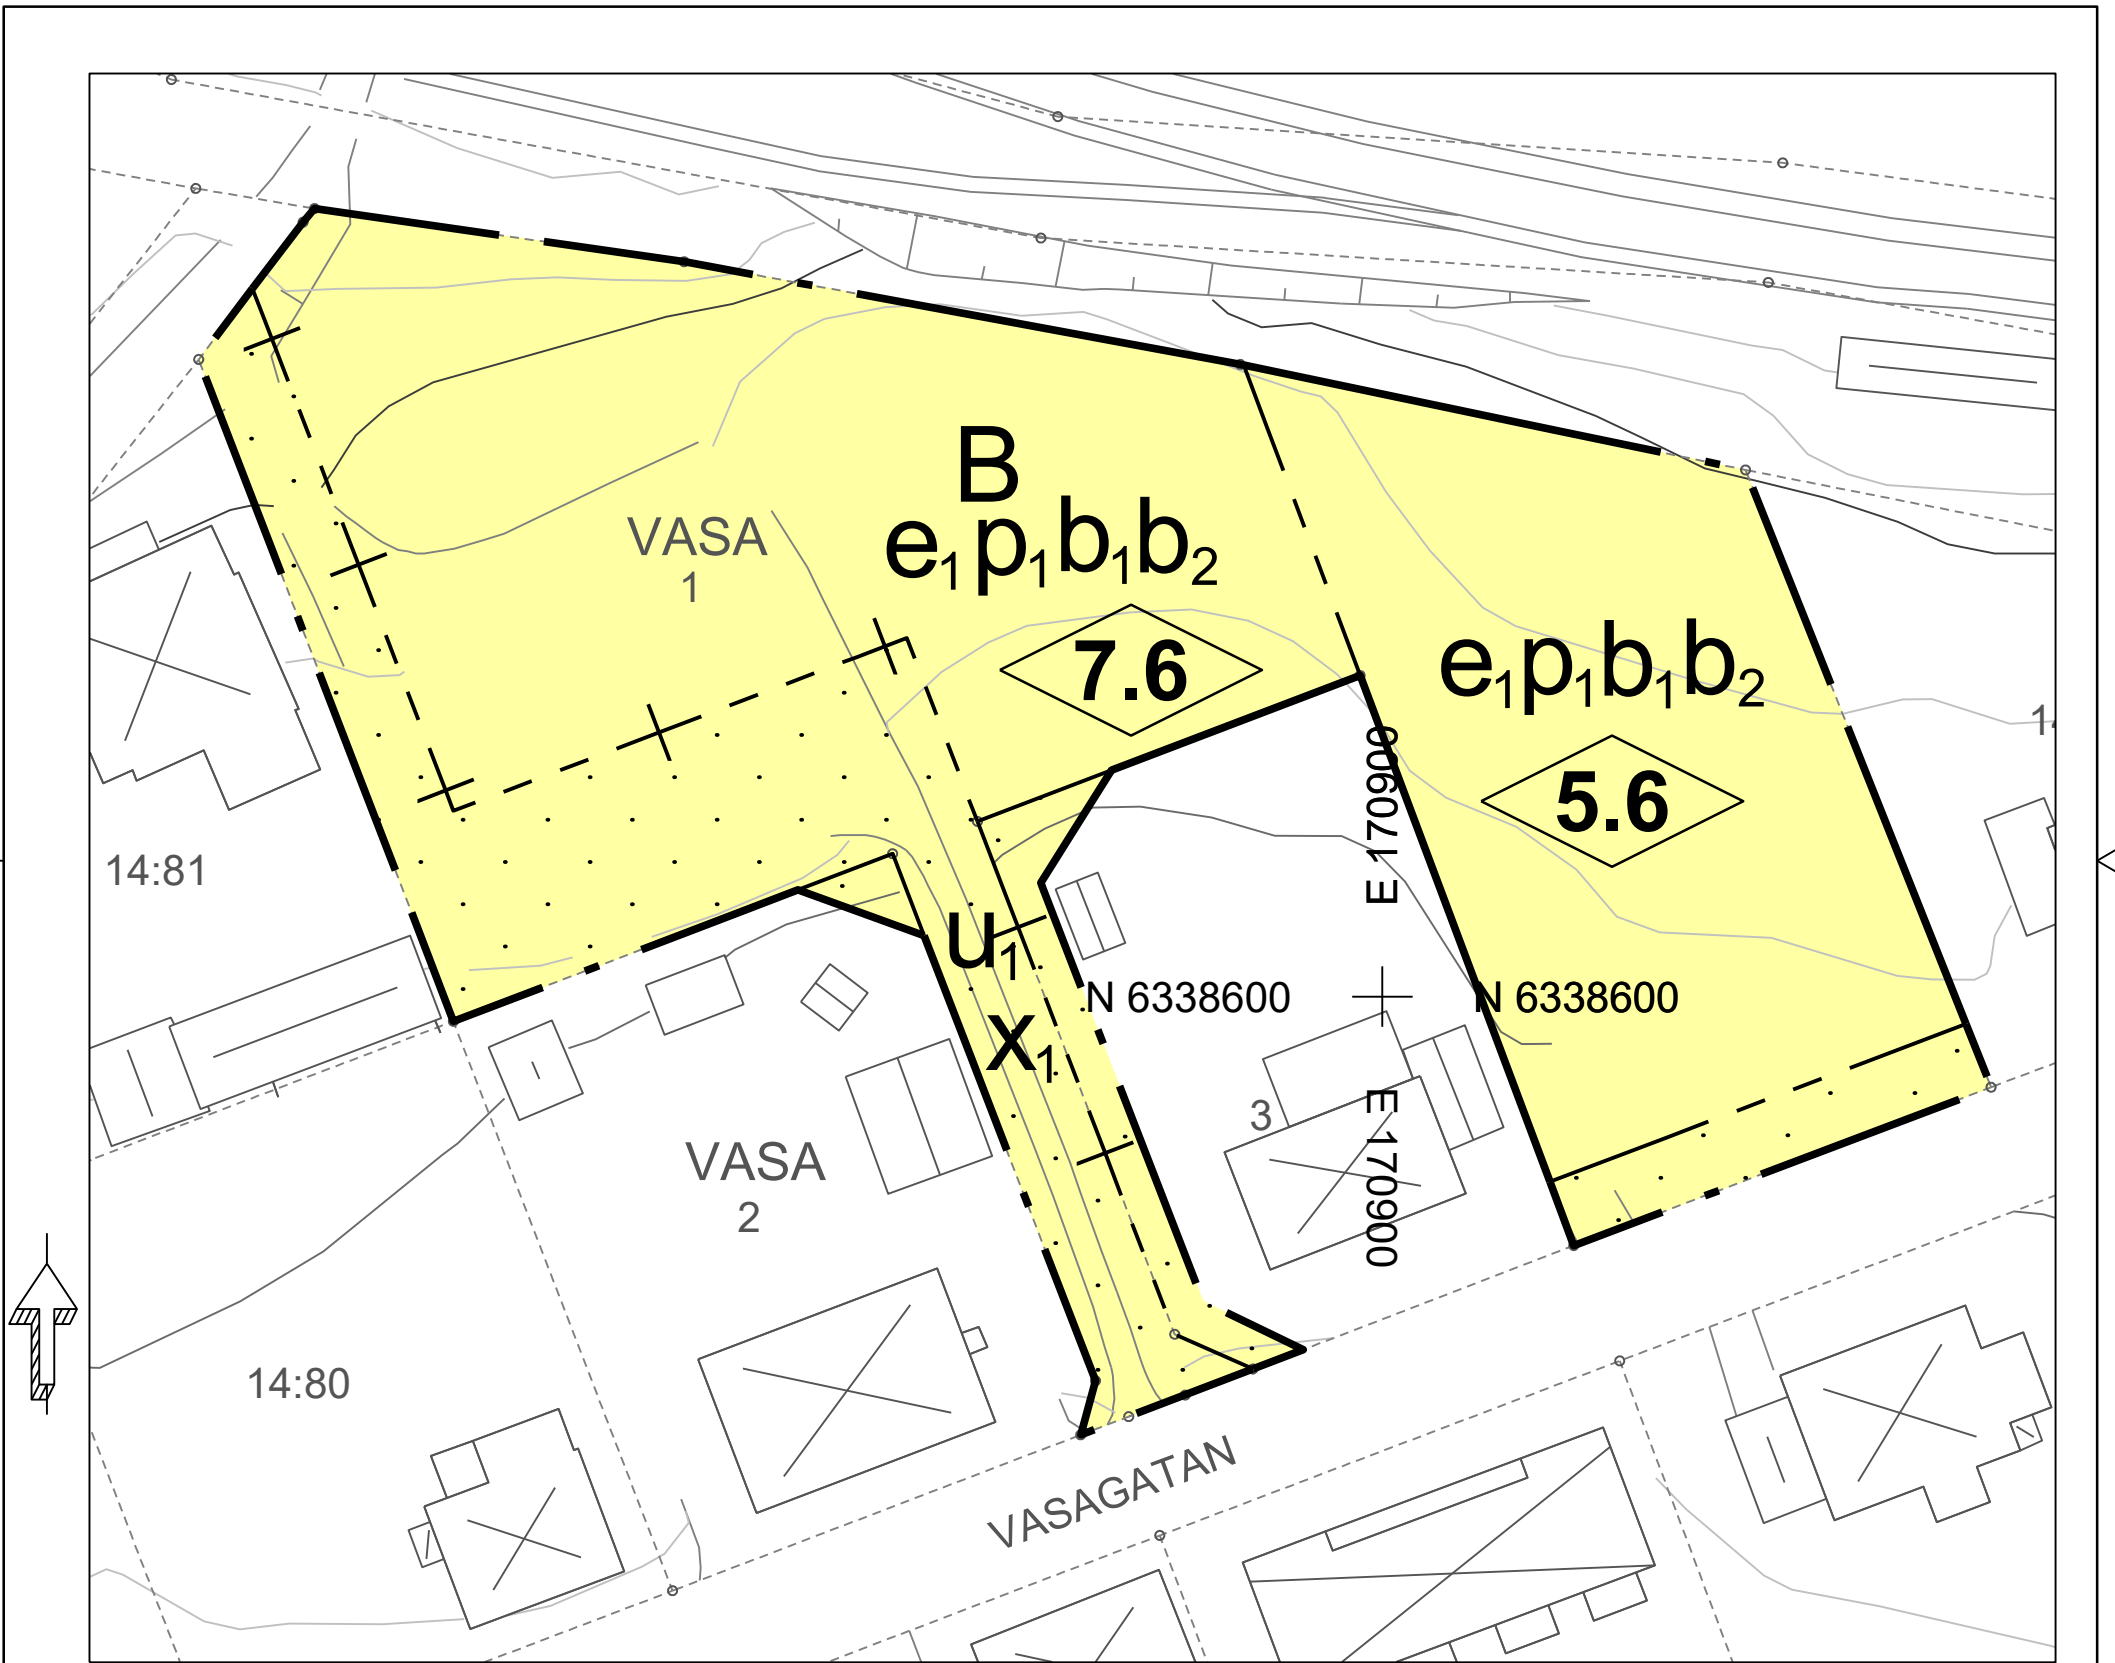 B
e₁p₁b₁b₂
VASA
1
7.6
e₁p₁b₁b₂
5.6
E 170900
14:81
u₁
N 6338600
N 6338600
x₁
3
E 170900
VASA
2
14:80
VASAGATAN